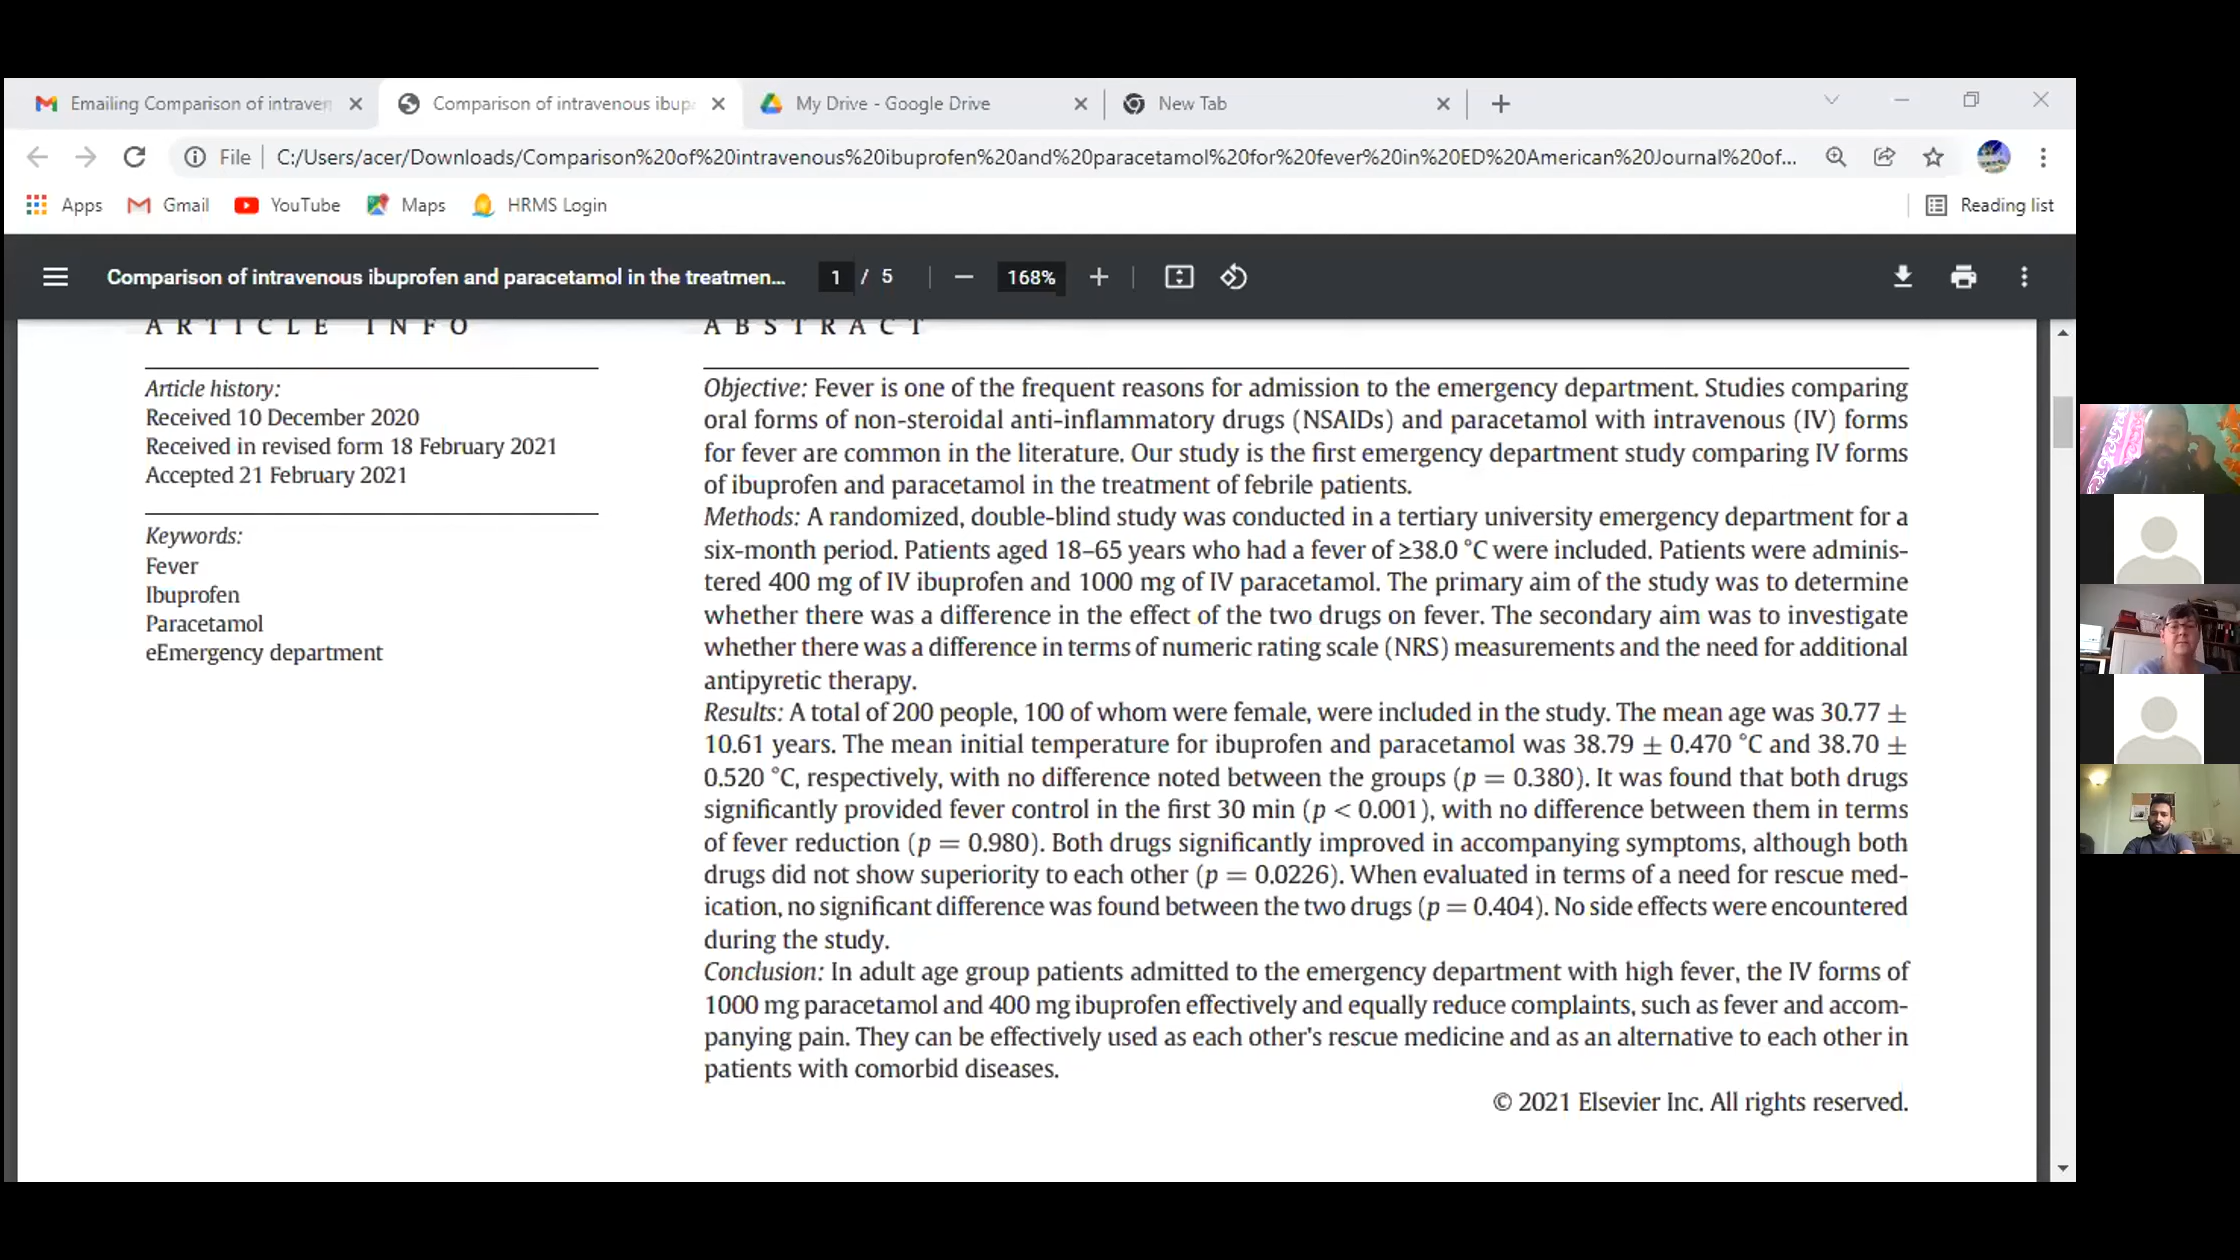 Emailing Comparison of intraven
Comparison of intravenous ibup
My Drive - Google Drive
New Tab
File
C:/Users/acer/Downloads/Comparison%20of%20intravenous%20ibuprofen%20and%20paracetamol%20for%20fever%20in%20ED%20American%20Journal%20of...
Apps
Gmail
YouTube
Maps
HRMS Login
Reading list
Comparison of intravenous ibuprofen and paracetamol in the treatmen...
1 / 5
168%
ARTICLE INFO
Article history:
Received 10 December 2020
Received in revised form 18 February 2021
Accepted 21 February 2021
Keywords:
Fever
Ibuprofen
Paracetamol
eEmergency department
ABSTRACT
Objective: Fever is one of the frequent reasons for admission to the emergency department. Studies comparing
oral forms of non-steroidal anti-inflammatory drugs (NSAIDs) and paracetamol with intravenous (IV) forms
for fever are common in the literature. Our study is the first emergency department study comparing IV forms
of ibuprofen and paracetamol in the treatment of febrile patients.
Methods: A randomized, double-blind study was conducted in a tertiary university emergency department for a
six-month period. Patients aged 18–65 years who had a fever of ≥38.0 °C were included. Patients were adminis-
tered 400 mg of IV ibuprofen and 1000 mg of IV paracetamol. The primary aim of the study was to determine
whether there was a difference in the effect of the two drugs on fever. The secondary aim was to investigate
whether there was a difference in terms of numeric rating scale (NRS) measurements and the need for additional
antipyretic therapy.
Results: A total of 200 people, 100 of whom were female, were included in the study. The mean age was 30.77 ±
10.61 years. The mean initial temperature for ibuprofen and paracetamol was 38.79 ± 0.470 °C and 38.70 ±
0.520 °C, respectively, with no difference noted between the groups (p = 0.380). It was found that both drugs
significantly provided fever control in the first 30 min (p < 0.001), with no difference between them in terms
of fever reduction (p = 0.980). Both drugs significantly improved in accompanying symptoms, although both
drugs did not show superiority to each other (p = 0.0226). When evaluated in terms of a need for rescue med-
ication, no significant difference was found between the two drugs (p = 0.404). No side effects were encountered
during the study.
Conclusion: In adult age group patients admitted to the emergency department with high fever, the IV forms of
1000 mg paracetamol and 400 mg ibuprofen effectively and equally reduce complaints, such as fever and accom-
panying pain. They can be effectively used as each other's rescue medicine and as an alternative to each other in
patients with comorbid diseases.
© 2021 Elsevier Inc. All rights reserved.